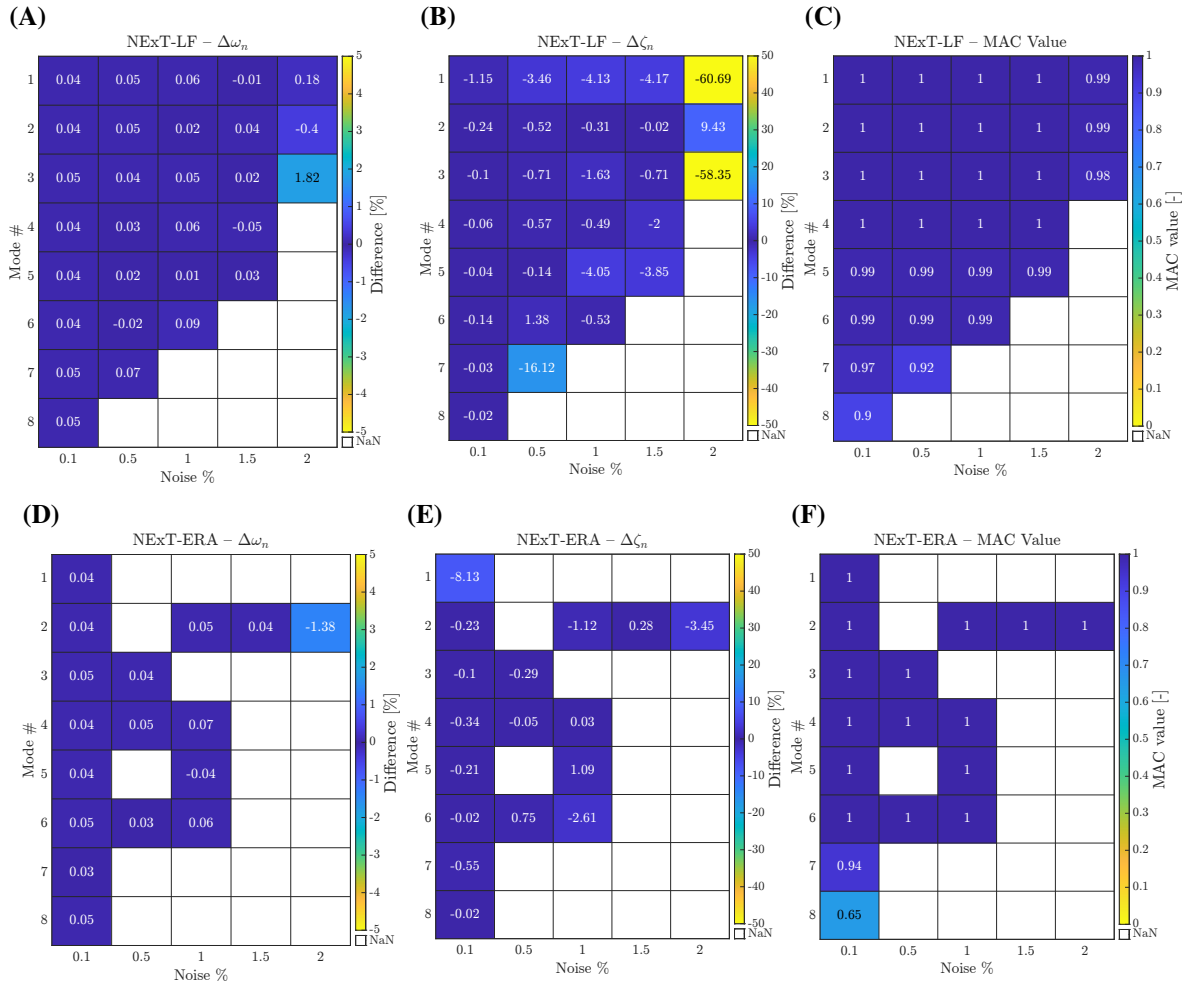 (A)
NExT-LF – Δωn
1 0.04 0.05 0.06 -0.01 0.18
2 0.04 0.05 0.02 0.04 -0.4
3 0.05 0.04 0.05 0.02 1.82
4 0.04 0.03 0.06 -0.05
5 0.04 0.02 0.01 0.03
6 0.04 -0.02 0.09
7 0.05 0.07
8 0.05
0.1 0.5 1 1.5 2
Noise %
Mode #
5
4
3
2
1
0
-1
-2
-3
-4
-5
NaN
Difference [%]
(B)
NExT-LF – Δζn
1 -1.15 -3.46 -4.13 -4.17 -60.69
2 -0.24 -0.52 -0.31 -0.02 9.43
3 -0.1 -0.71 -1.63 -0.71 -58.35
4 -0.06 -0.57 -0.49 -2
5 -0.04 -0.14 -4.05 -3.85
6 -0.14 1.38 -0.53
7 -0.03 -16.12
8 -0.02
0.1 0.5 1 1.5 2
Noise %
Mode #
50
40
30
20
10
0
-10
-20
-30
-40
-50
NaN
Difference [%]
(C)
NExT-LF – MAC Value
1 1 1 1 1 0.99
2 1 1 1 1 0.99
3 1 1 1 1 0.98
4 1 1 1 1
5 0.99 0.99 0.99 0.99
6 0.99 0.99 0.99
7 0.97 0.92
8 0.9
0.1 0.5 1 1.5 2
Noise %
Mode #
1
0.9
0.8
0.7
0.6
0.5
0.4
0.3
0.2
0.1
0
NaN
MAC value [-]
(D)
NExT-ERA – Δωn
1 0.04
2 0.04 0.05 0.04 -1.38
3 0.05 0.04
4 0.04 0.05 0.07
5 0.04 -0.04
6 0.05 0.03 0.06
7 0.03
8 0.05
0.1 0.5 1 1.5 2
Noise %
Mode #
5
4
3
2
1
0
-1
-2
-3
-4
-5
NaN
Difference [%]
(E)
NExT-ERA – Δζn
1 -8.13
2 -0.23 -1.12 0.28 -3.45
3 -0.1 -0.29
4 -0.34 -0.05 0.03
5 -0.21 1.09
6 -0.02 0.75 -2.61
7 -0.55
8 -0.02
0.1 0.5 1 1.5 2
Noise %
Mode #
50
40
30
20
10
0
-10
-20
-30
-40
-50
NaN
Difference [%]
(F)
NExT-ERA – MAC Value
1 1
2 1 1 1 1
3 1 1
4 1 1 1
5 1 1
6 1 1 1
7 0.94
8 0.65
0.1 0.5 1 1.5 2
Noise %
Mode #
1
0.9
0.8
0.7
0.6
0.5
0.4
0.3
0.2
0.1
0
NaN
MAC value [-]